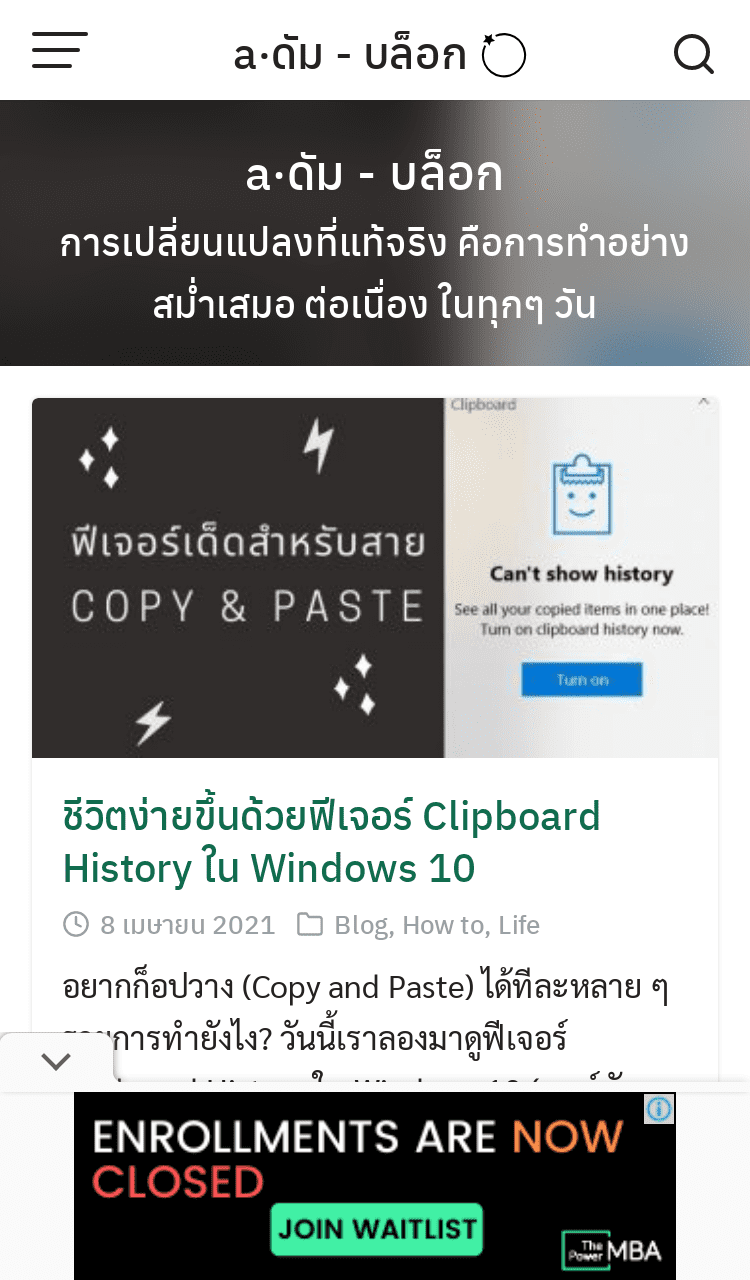 a·ดัม - บล็อก
a·ดัม - บล็อก
การเปลี่ยนแปลงที่แท้จริง คือการทำอย่าง
สม่ำเสมอ ต่อเนื่อง ในทุกๆ วัน
ฟีเจอร์เด็ดสำหรับสาย
COPY & PASTE
Clipboard
Can't show history
See all your copied items in one place!
Turn on clipboard history now.
Turn on
ชีวิตง่ายขึ้นด้วยฟีเจอร์ Clipboard
History ใน Windows 10
8 เมษายน 2021 Blog, How to, Life
อยากก็อปวาง (Copy and Paste) ได้ทีละหลาย ๆ
การทำยังไง? วันนี้เราลองมาดูฟีเจอร์
ENROLLMENTS ARE NOW
CLOSED
JOIN WAITLIST
The Power MBA